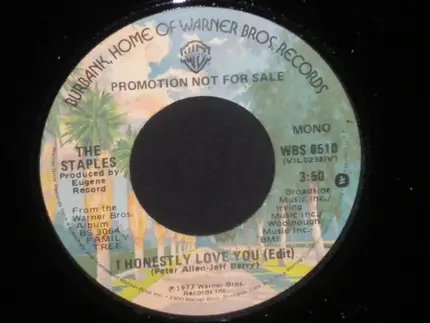 BURBANK, HOME OF WARNER BROS. RECORDS
PROMOTION NOT FOR SALE
MONO
WBS 8510
3:50
THE
STAPLES
Produced by
Eugene
Record
From the
Warner Bros.
Album
BS 3064
FAMILY
TREE
Broadside
Music Inc./
Irving
Music Inc./
Woolnough
Music Inc.
BMI
I HONESTLY LOVE YOU (Edit)
(Peter Allen-Jeff Barry)
℗ 1977 Warner Bros.
Records Inc.